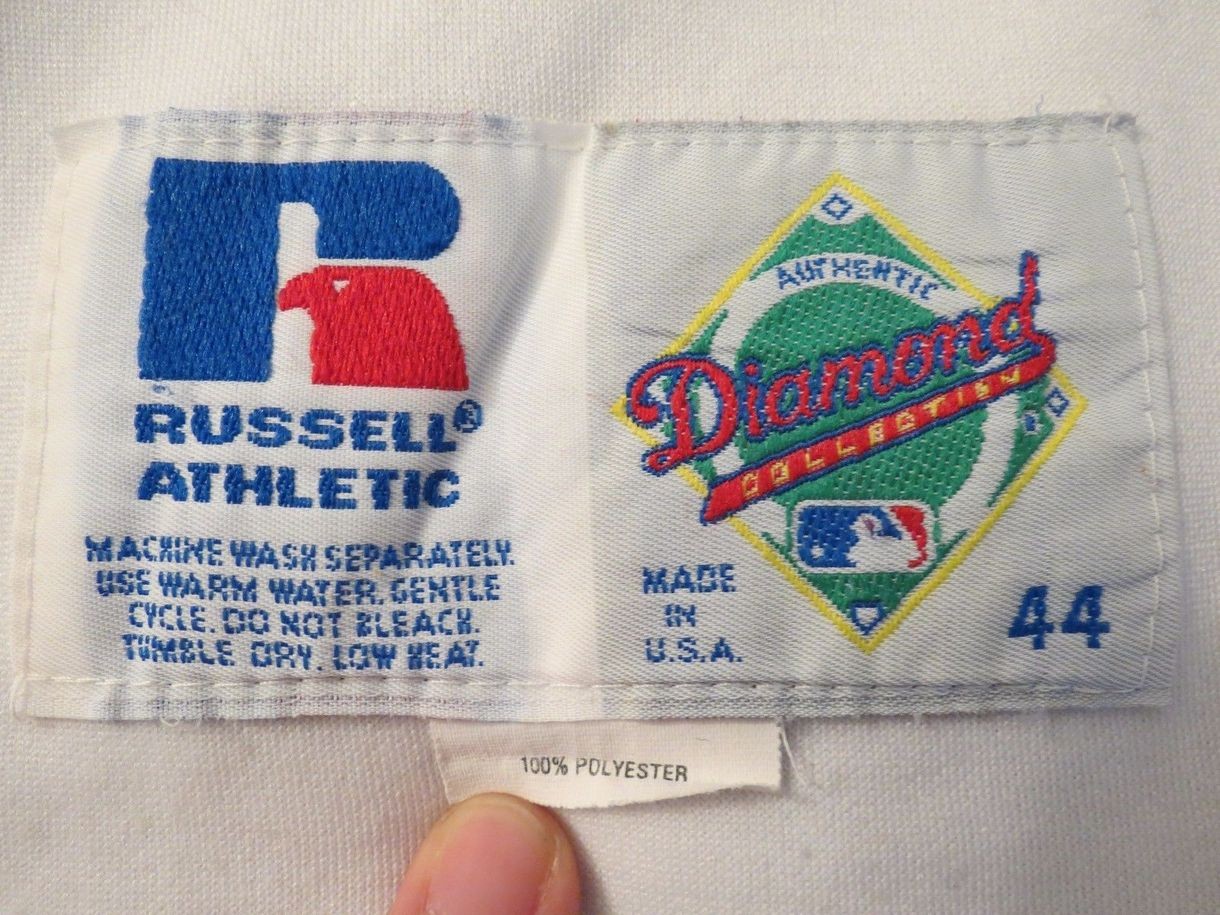 RUSSELL®
ATHLETIC
MACHINE WASH SEPARATELY.
USE WARM WATER. GENTLE
CYCLE. DO NOT BLEACH.
TUMBLE DRY. LOW HEAT.
AUTHENTIC
Diamond
COLLECTION
MADE
IN
U.S.A.
44
100% POLYESTER